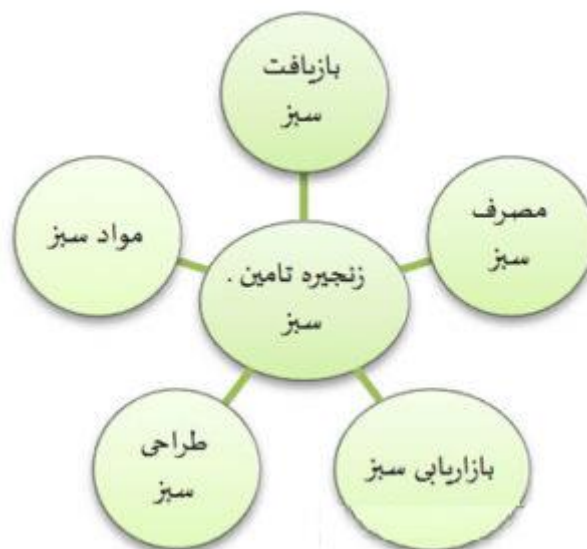 بازیافت
سبز
مصرف
سبز
مواد سبز
زنجیره تامین .
سبز
طراحی
سبز
بازاریابی سبز